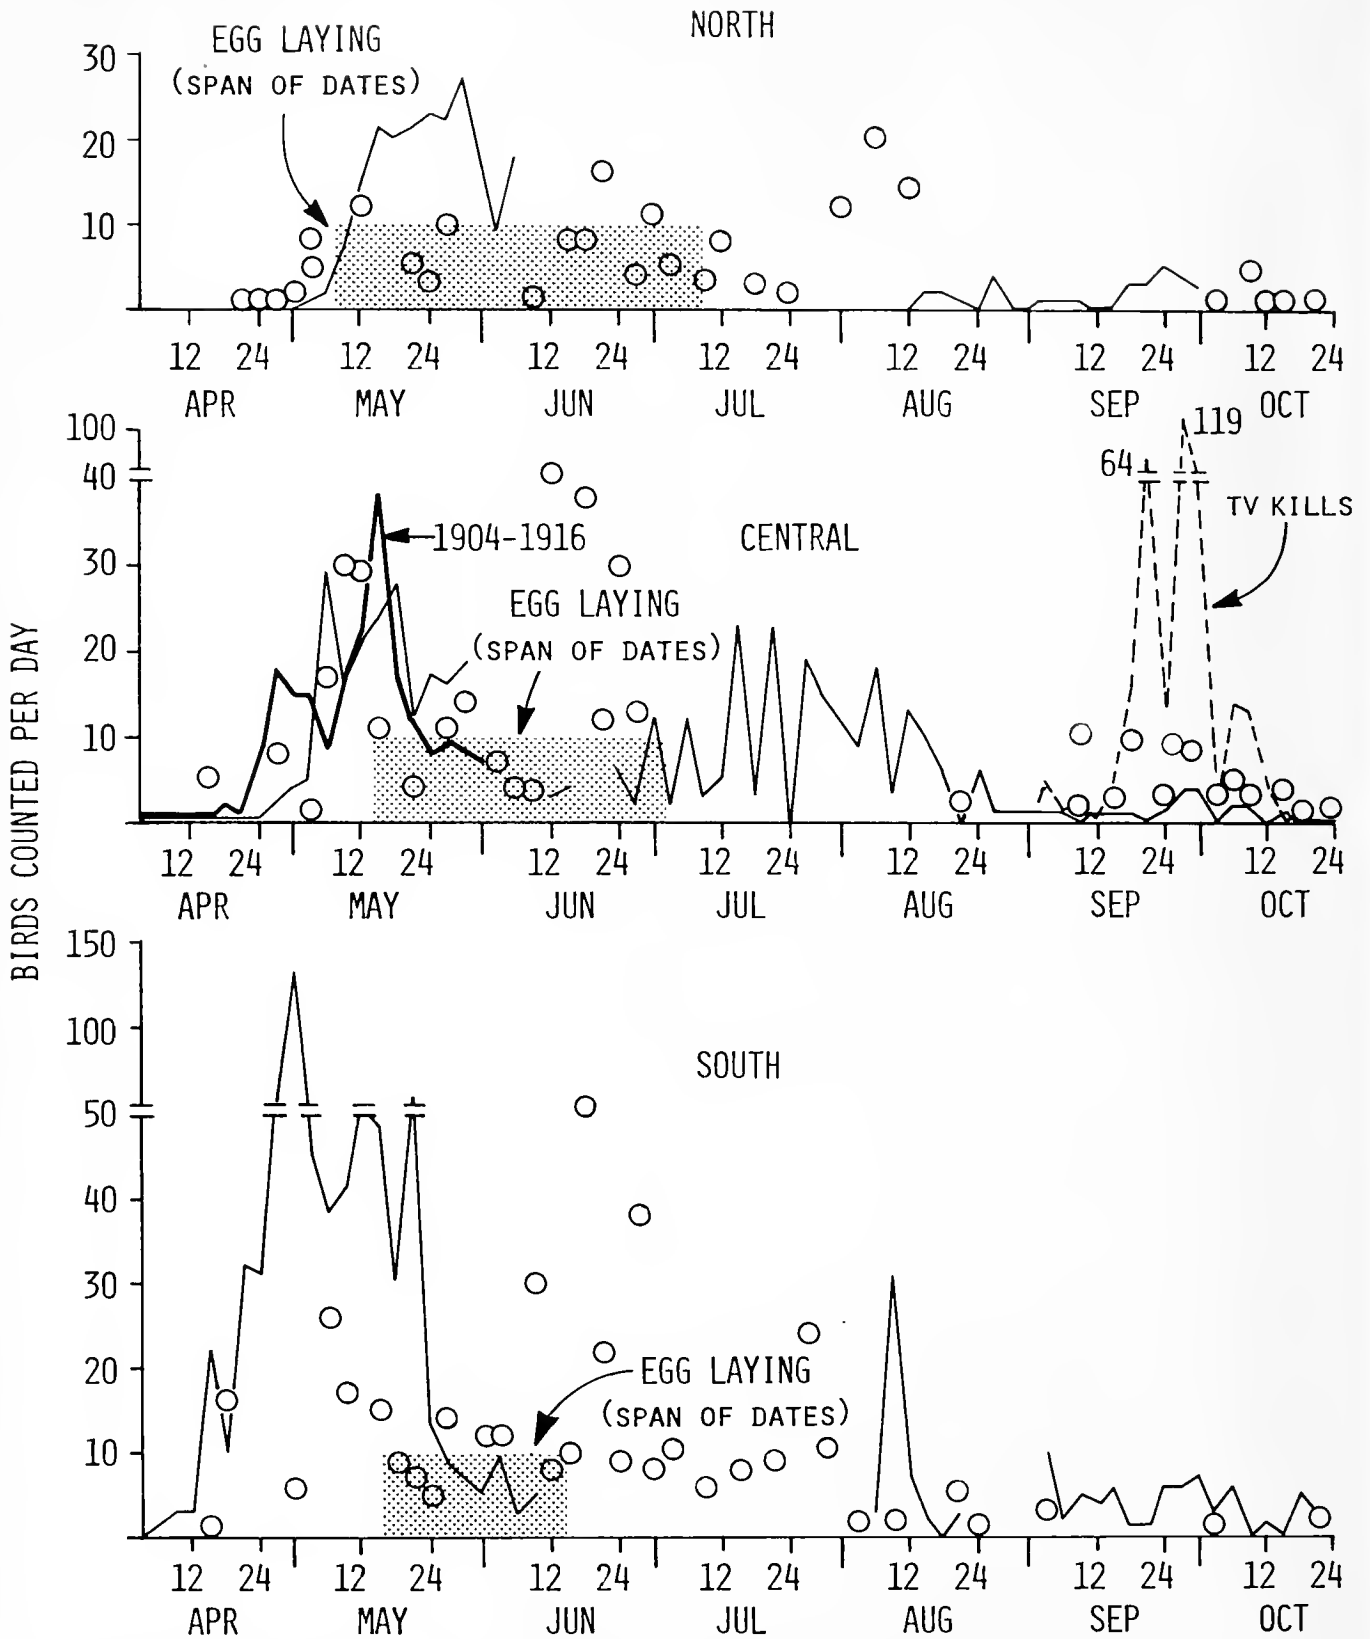 NORTH
EGG LAYING
(SPAN OF DATES)
30
20
10
12 24 12 24 12 24 12 24 12 24 12 24 12 24
APR MAY JUN JUL AUG SEP OCT
BIRDS COUNTED PER DAY
100
40
30
20
10
119
64
TV KILLS
1904-1916
CENTRAL
EGG LAYING
(SPAN OF DATES)
12 24 12 24 12 24 12 24 12 24 12 24 12 24
APR MAY JUN JUL AUG SEP OCT
150
100
50
40
30
20
10
SOUTH
EGG LAYING
(SPAN OF DATES)
12 24 12 24 12 24 12 24 12 24 12 24 12 24
APR MAY JUN JUL AUG SEP OCT